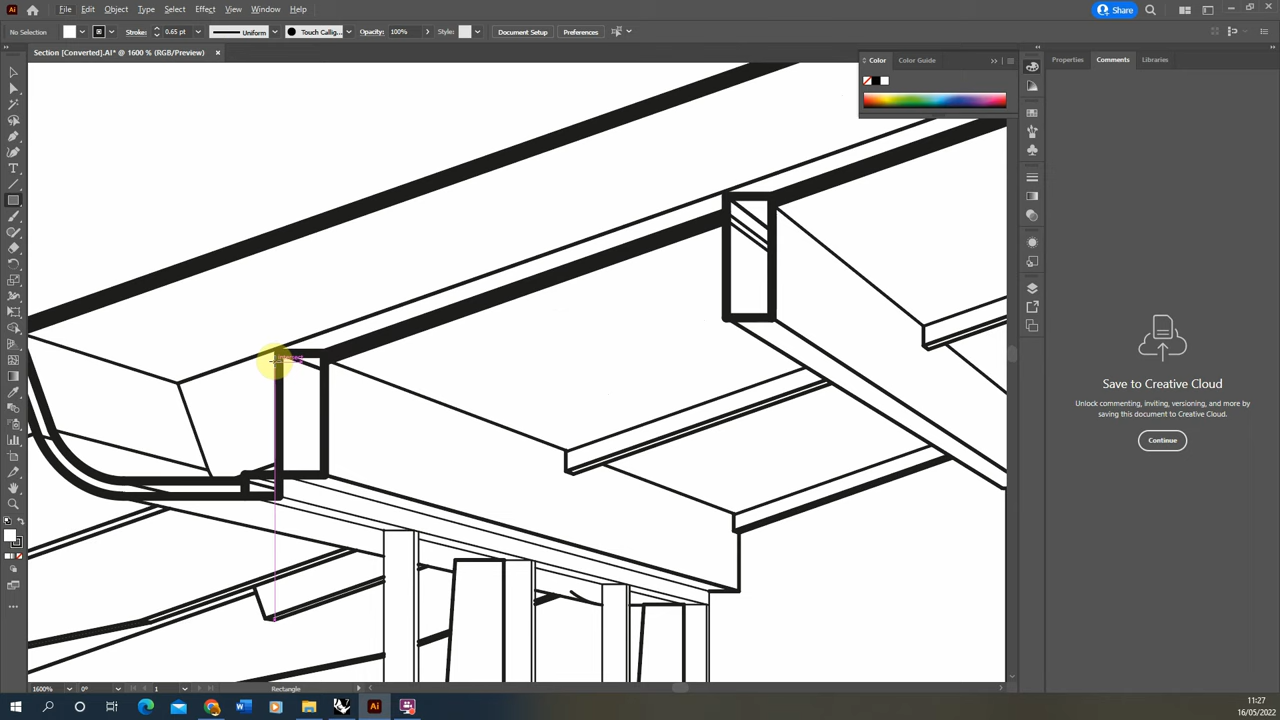 Ai File Edit Object Type Select Effect View Window Help Share
No Selection Stroke: 0.65 pt Uniform Touch Callig... Opacity: 100% Style: Document Setup Preferences
Section [Converted].AI* @ 1600 % (RGB/Preview) ×
Color Color Guide
Properties Comments Libraries
Save to Creative Cloud
Unlock commenting, inviting, versioning, and more by
saving this document to Creative Cloud.
Continue
1600% 0° 1 Rectangle
11:27
16/05/2022